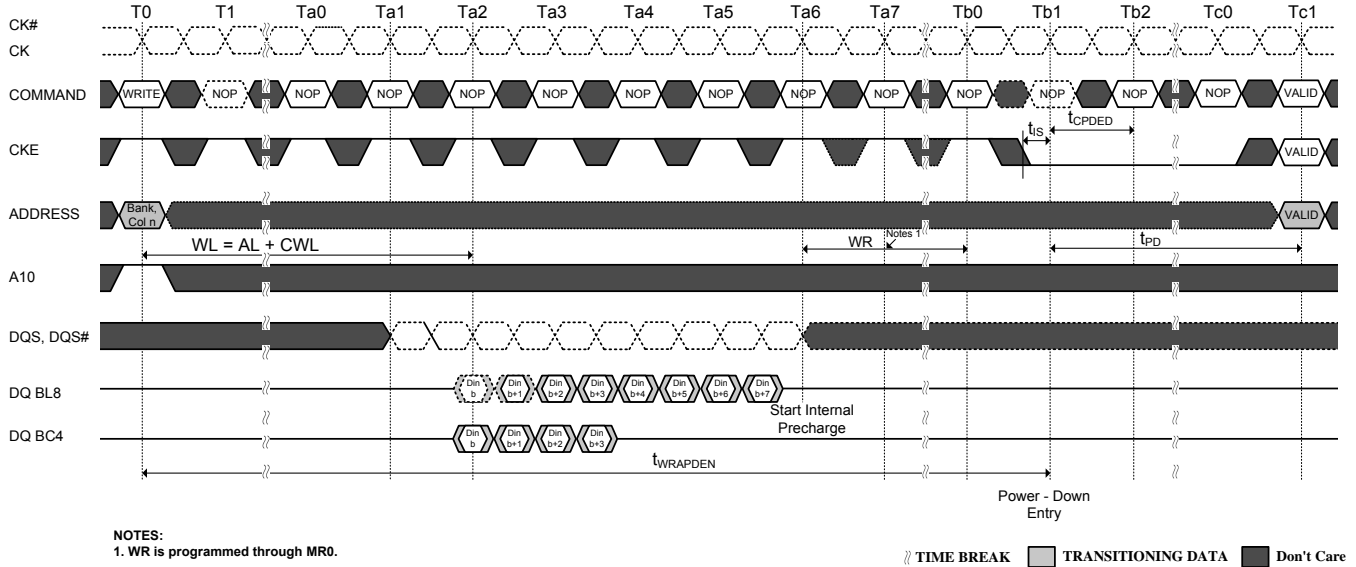 T0 T1 Ta0 Ta1 Ta2 Ta3 Ta4 Ta5 Ta6 Ta7 Tb0 Tb1 Tb2 Tc0 Tc1
CK#
CK
COMMAND WRITE NOP NOP NOP NOP NOP NOP NOP NOP NOP NOP NOP NOP NOP VALID
tIS tCPDED
CKE VALID
ADDRESS Bank, Col n VALID
WL = AL + CWL WR Notes 1 tPD
A10
DQS, DQS#
DQ BL8 Din b Din b+1 Din b+2 Din b+3 Din b+4 Din b+5 Din b+6 Din b+7
Start Internal
Precharge
DQ BC4 Din b Din b+1 Din b+2 Din b+3
tWRAPDEN
Power - Down
Entry
NOTES:
1. WR is programmed through MR0.
TIME BREAK TRANSITIONING DATA Don't Care